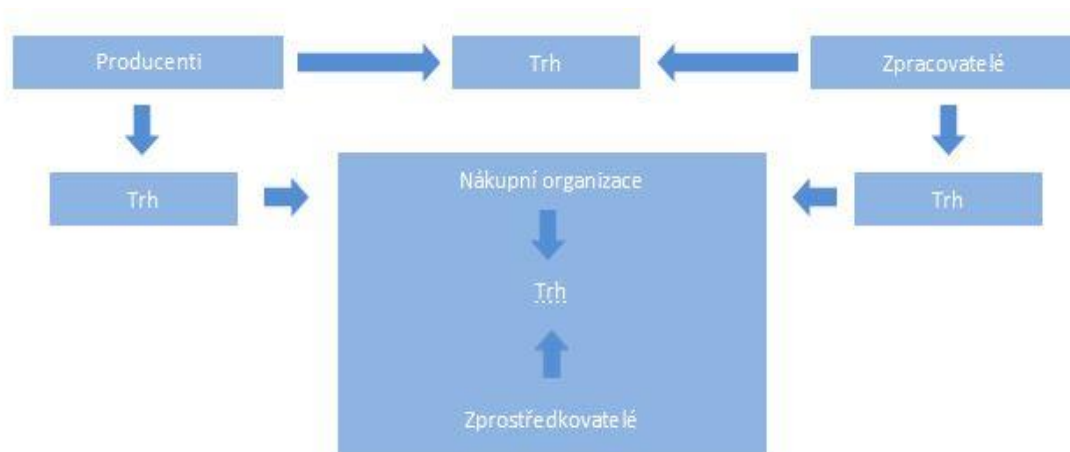 Producenti
Trh
Zpracovatelé
Trh
Nákupní organizace
Trh
Trh
Zprostředkovatelé